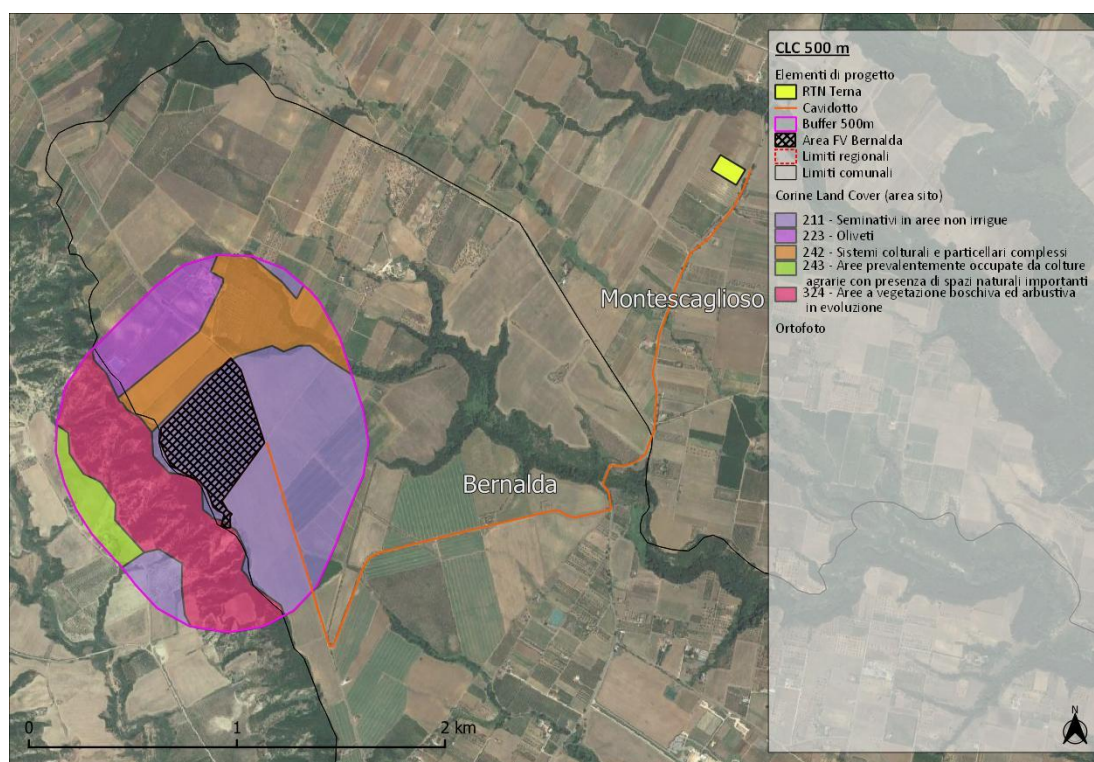 CLC 500 m
Elementi di progetto
RTN Terna
Cavidotto
Buffer 500m
Area FV Bernalda
Limiti regionali
Limiti comunali
Corine Land Cover (area sito)
211 - Seminativi in aree non irrigue
223 - Oliveti
242 - Sistemi colturali e particellari complessi
243 - Aree prevalentemente occupate da colture
agrarie con presenza di spazi naturali importanti
324 - Aree a vegetazione boschiva ed arbustiva
in evoluzione
Ortofoto
Montescaglioso
Bernalda
0 1 2 km
N